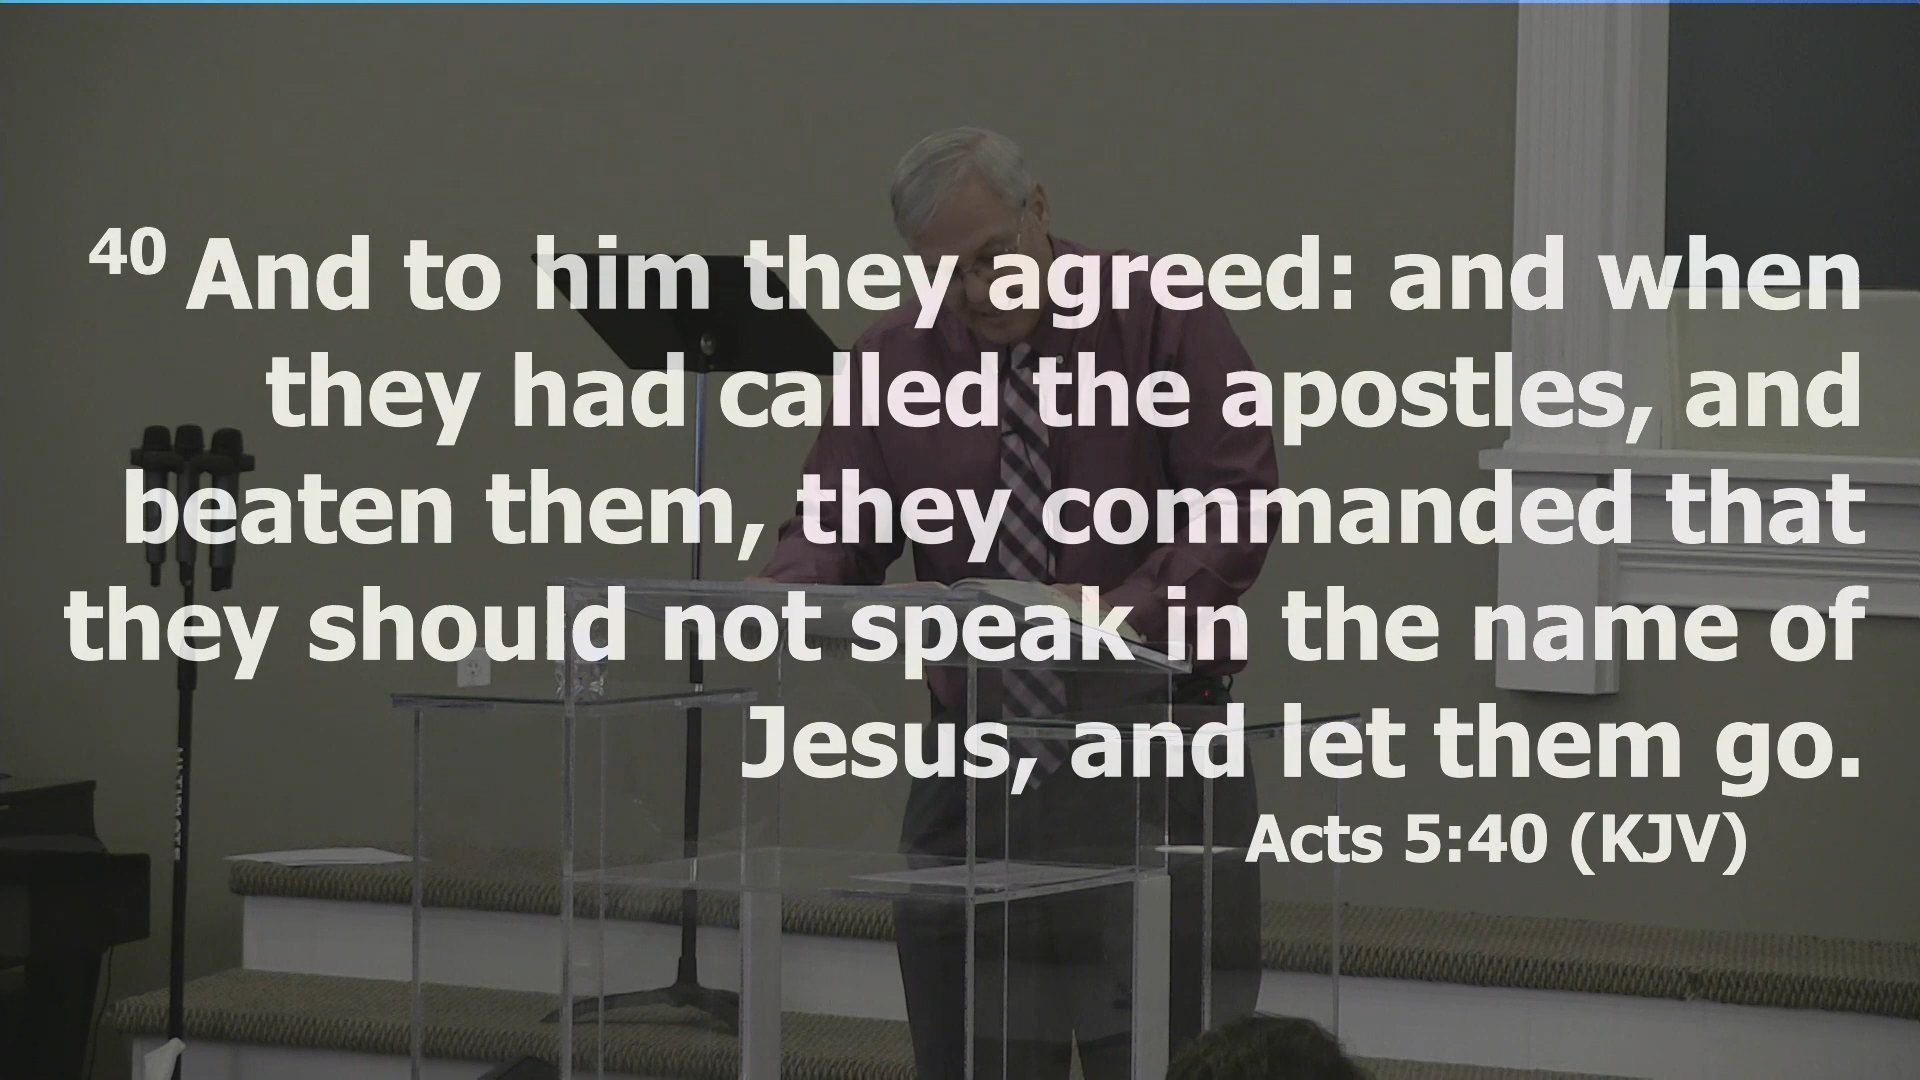 40 And to him they agreed: and when
they had called the apostles, and
beaten them, they commanded that
they should not speak in the name of
Jesus, and let them go.
Acts 5:40 (KJV)